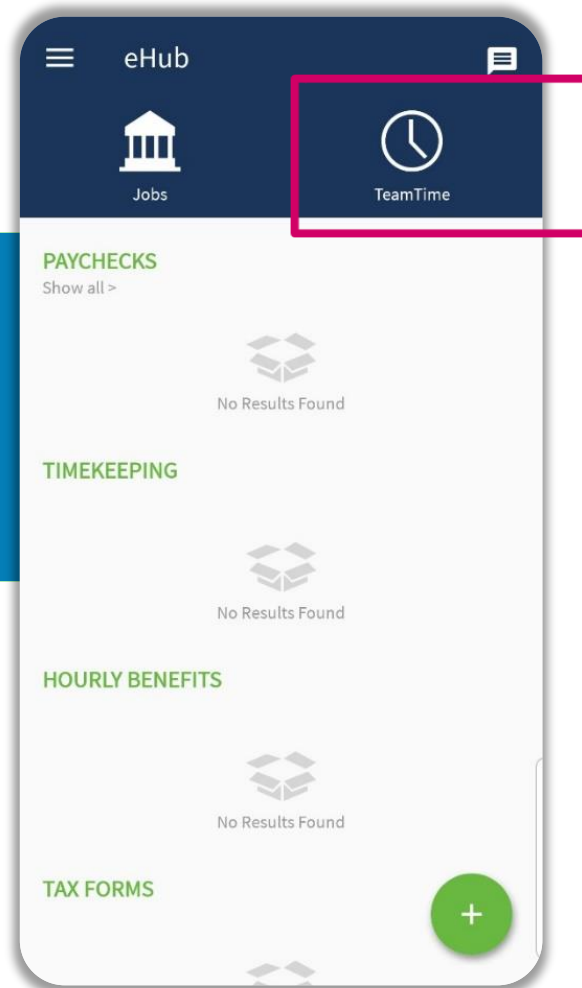 eHub
Jobs
TeamTime
PAYCHECKS
Show all >
No Results Found
TIMEKEEPING
No Results Found
HOURLY BENEFITS
No Results Found
TAX FORMS
+